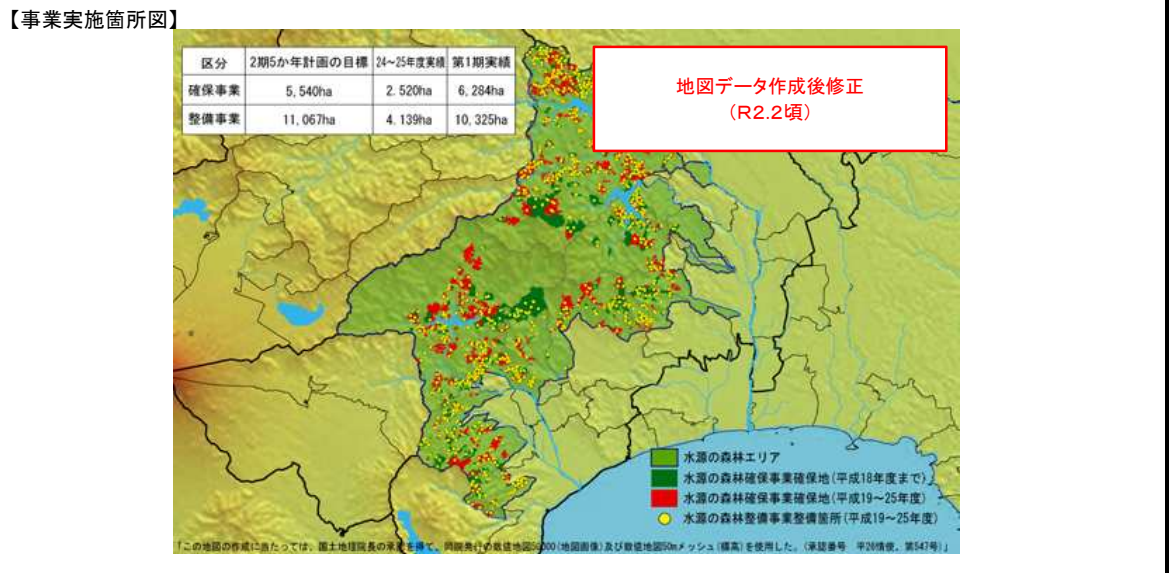 【事業実施箇所図】
区分 2期5か年計画の目標 24～25年度実績 第1期実績
確保事業 5,540ha 2.520ha 6,284ha
整備事業 11,067ha 4.139ha 10,325ha
地図データ作成後修正
（R2.2頃）
水源の森林エリア
水源の森林確保事業確保地(平成18年度まで)
水源の森林確保事業確保地(平成19～25年度)
水源の森林整備事業整備箇所(平成19～25年度)
「この地図の作成に当たっては、国土地理院長の承認を得て、同院発行の数値地図50,000(地図画像)及び数値地図50mメッシュ(標高)を使用した。(承認番号 平26情使、第547号)」